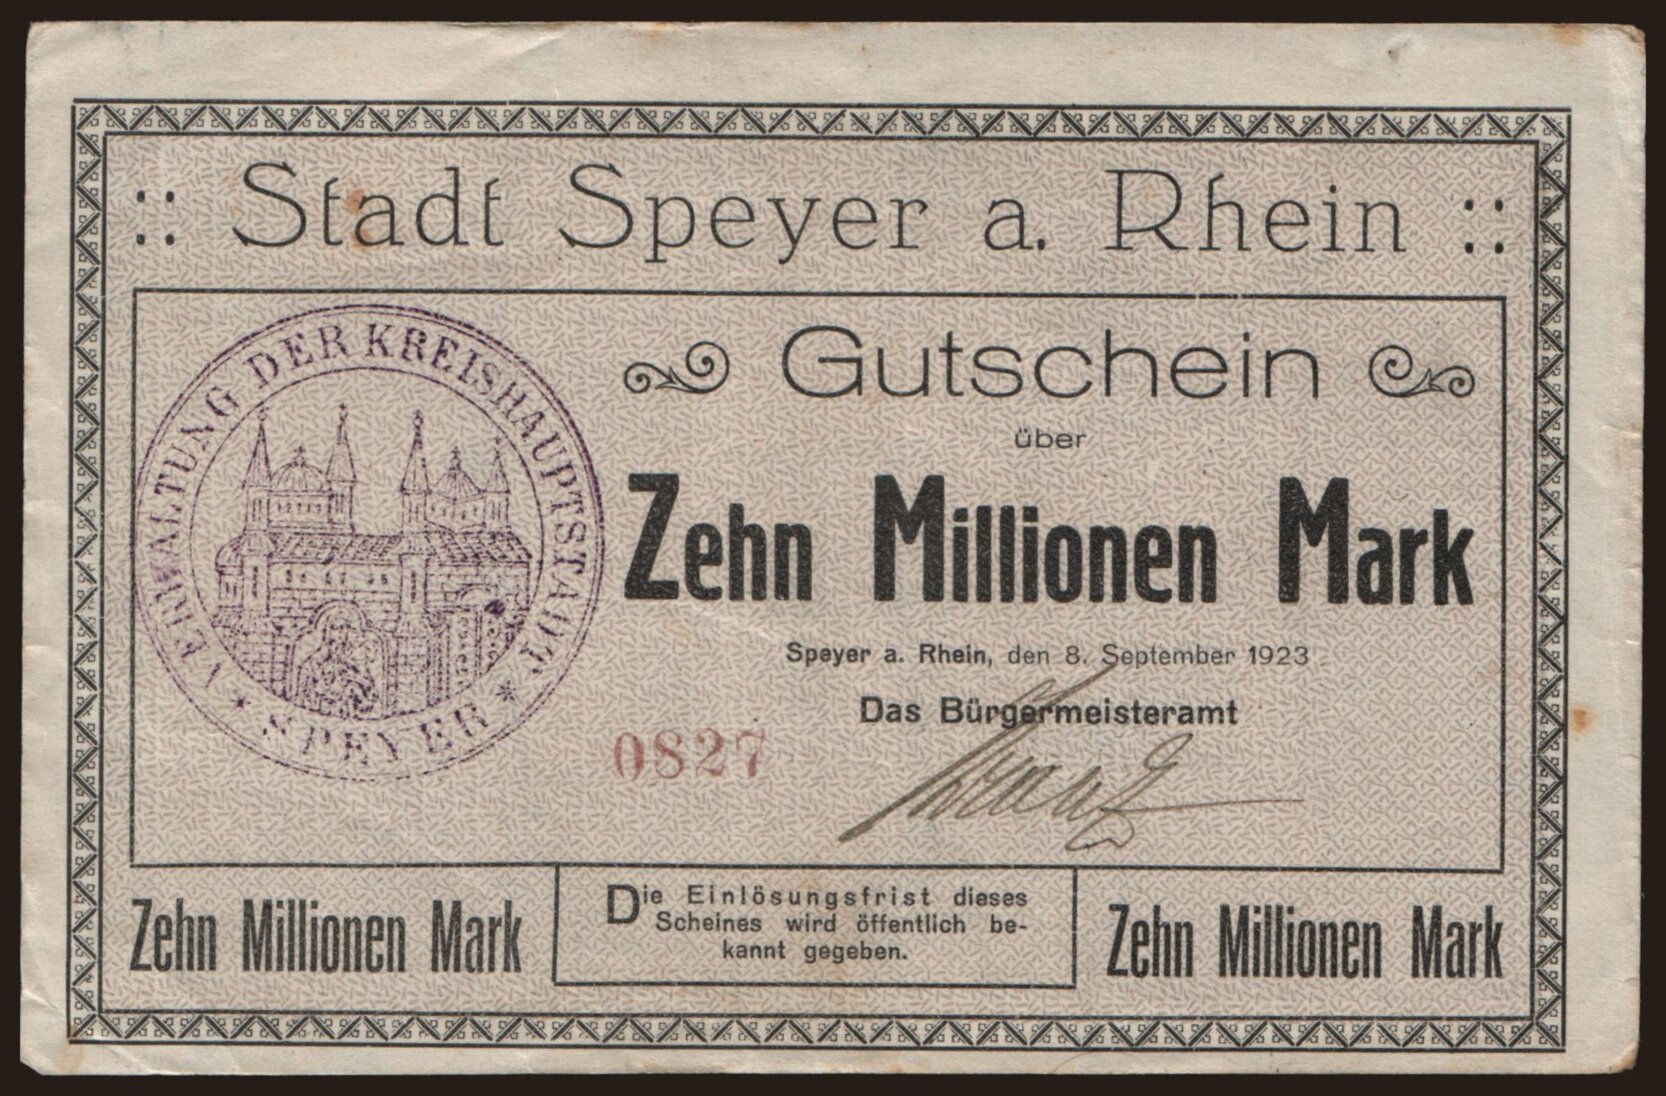 :: Stadt Speyer a. Rhein ::
VERWALTUNG DER KREISHAUPTSTADT
* SPEYER *
Gutschein
über
Zehn Millionen Mark
Speyer a. Rhein, den 8. September 1923
Das Bürgermeisteramt
0827
Zehn Millionen Mark
Die Einlösungsfrist dieses
Scheines wird öffentlich be-
kannt gegeben.
Zehn Millionen Mark